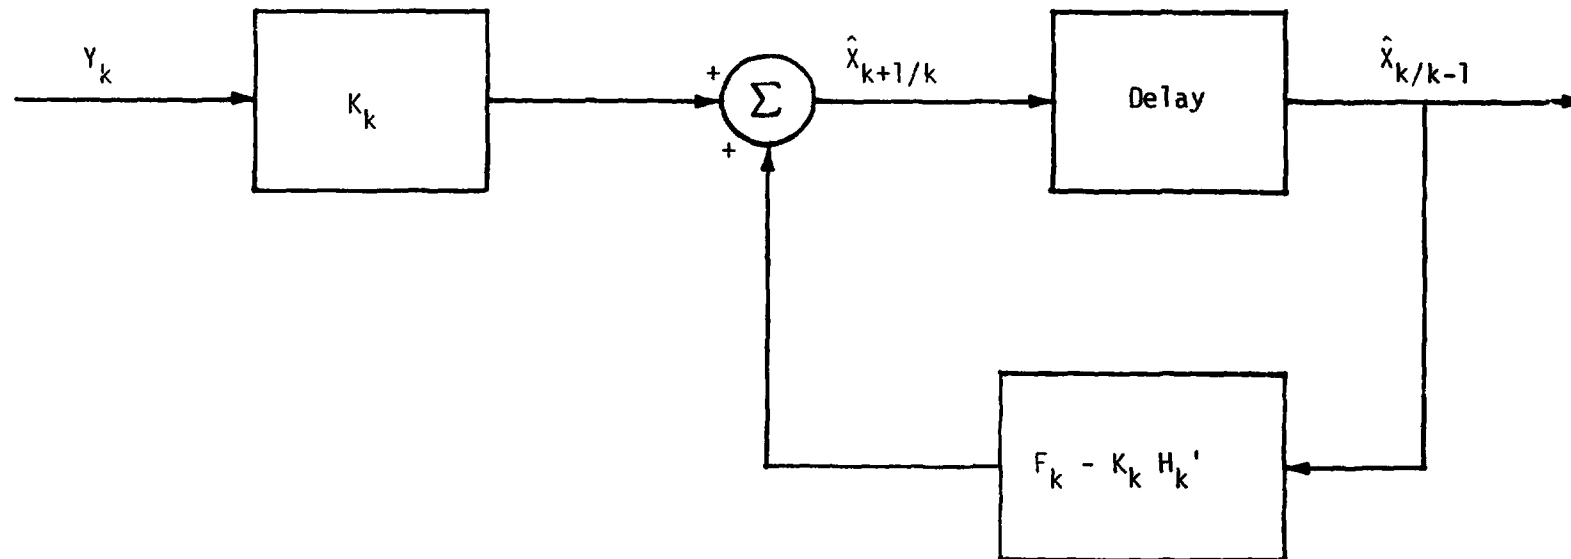 Y_k
K_k
+
+
Σ
X̂_{k+1/k}
Delay
X̂_{k/k-1}
F_k - K_k H_k'